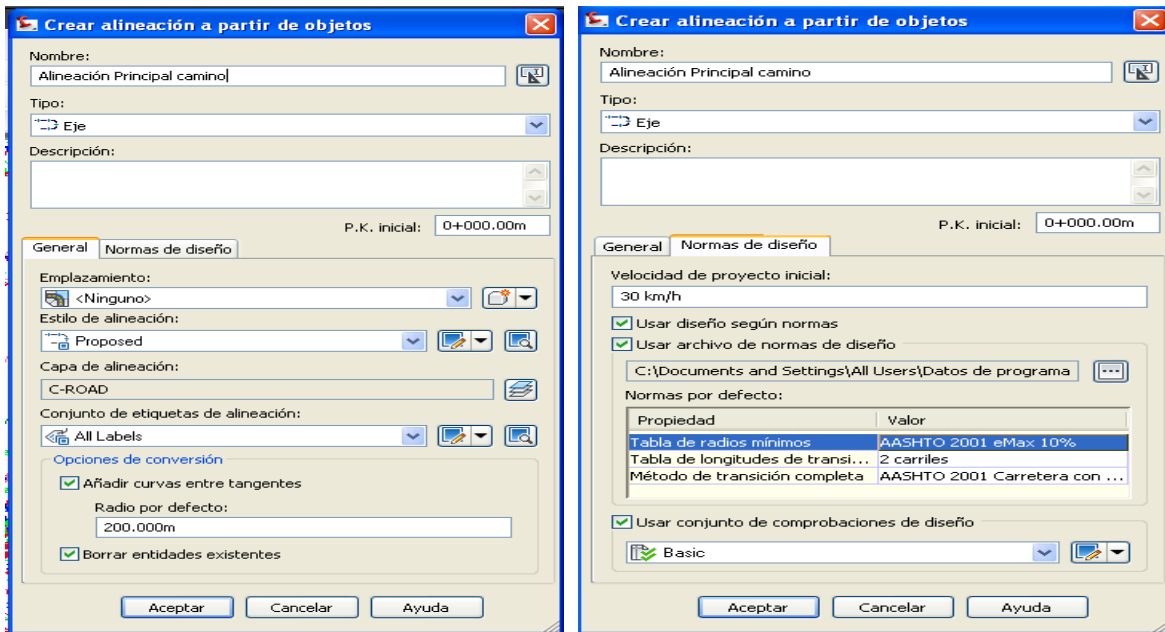 Crear alineación a partir de objetos
Nombre:
Alineación Principal camino
Tipo:
Eje
Descripción:
P.K. inicial: 0+000.00m
General Normas de diseño
Emplazamiento:
<Ninguno>
Estilo de alineación:
Proposed
Capa de alineación:
C-ROAD
Conjunto de etiquetas de alineación:
All Labels
Opciones de conversión
Añadir curvas entre tangentes
Radio por defecto:
200.000m
Borrar entidades existentes
Aceptar Cancelar Ayuda
Crear alineación a partir de objetos
Nombre:
Alineación Principal camino
Tipo:
Eje
Descripción:
P.K. inicial: 0+000.00m
General Normas de diseño
Velocidad de proyecto inicial:
30 km/h
Usar diseño según normas
Usar archivo de normas de diseño
C:\Documents and Settings\All Users\Datos de programa ...
Normas por defecto:
Propiedad Valor
Tabla de radios mínimos AASHTO 2001 eMax 10%
Tabla de longitudes de transi... 2 carriles
Método de transición completa AASHTO 2001 Carretera con ...
Usar conjunto de comprobaciones de diseño
Basic
Aceptar Cancelar Ayuda